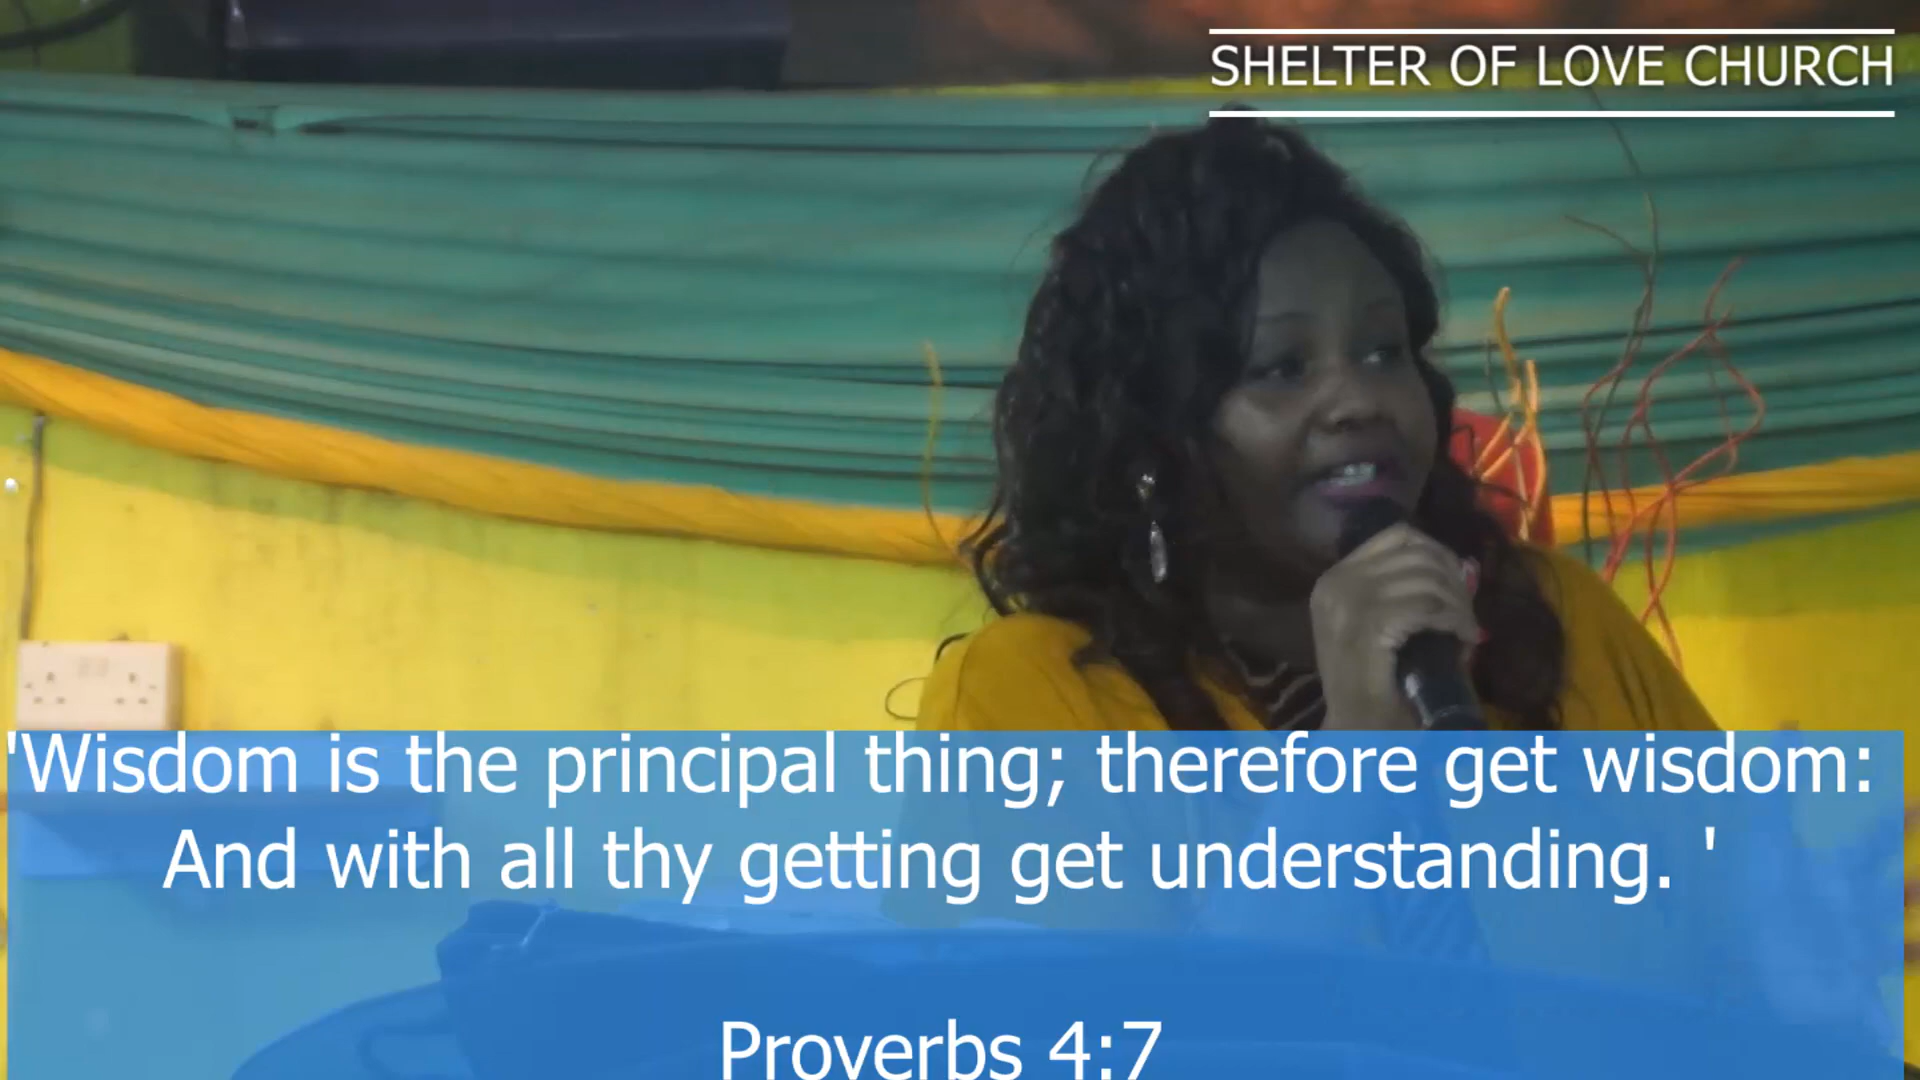 SHELTER OF LOVE CHURCH
'Wisdom is the principal thing; therefore get wisdom:
And with all thy getting get understanding. '
Proverbs 4:7